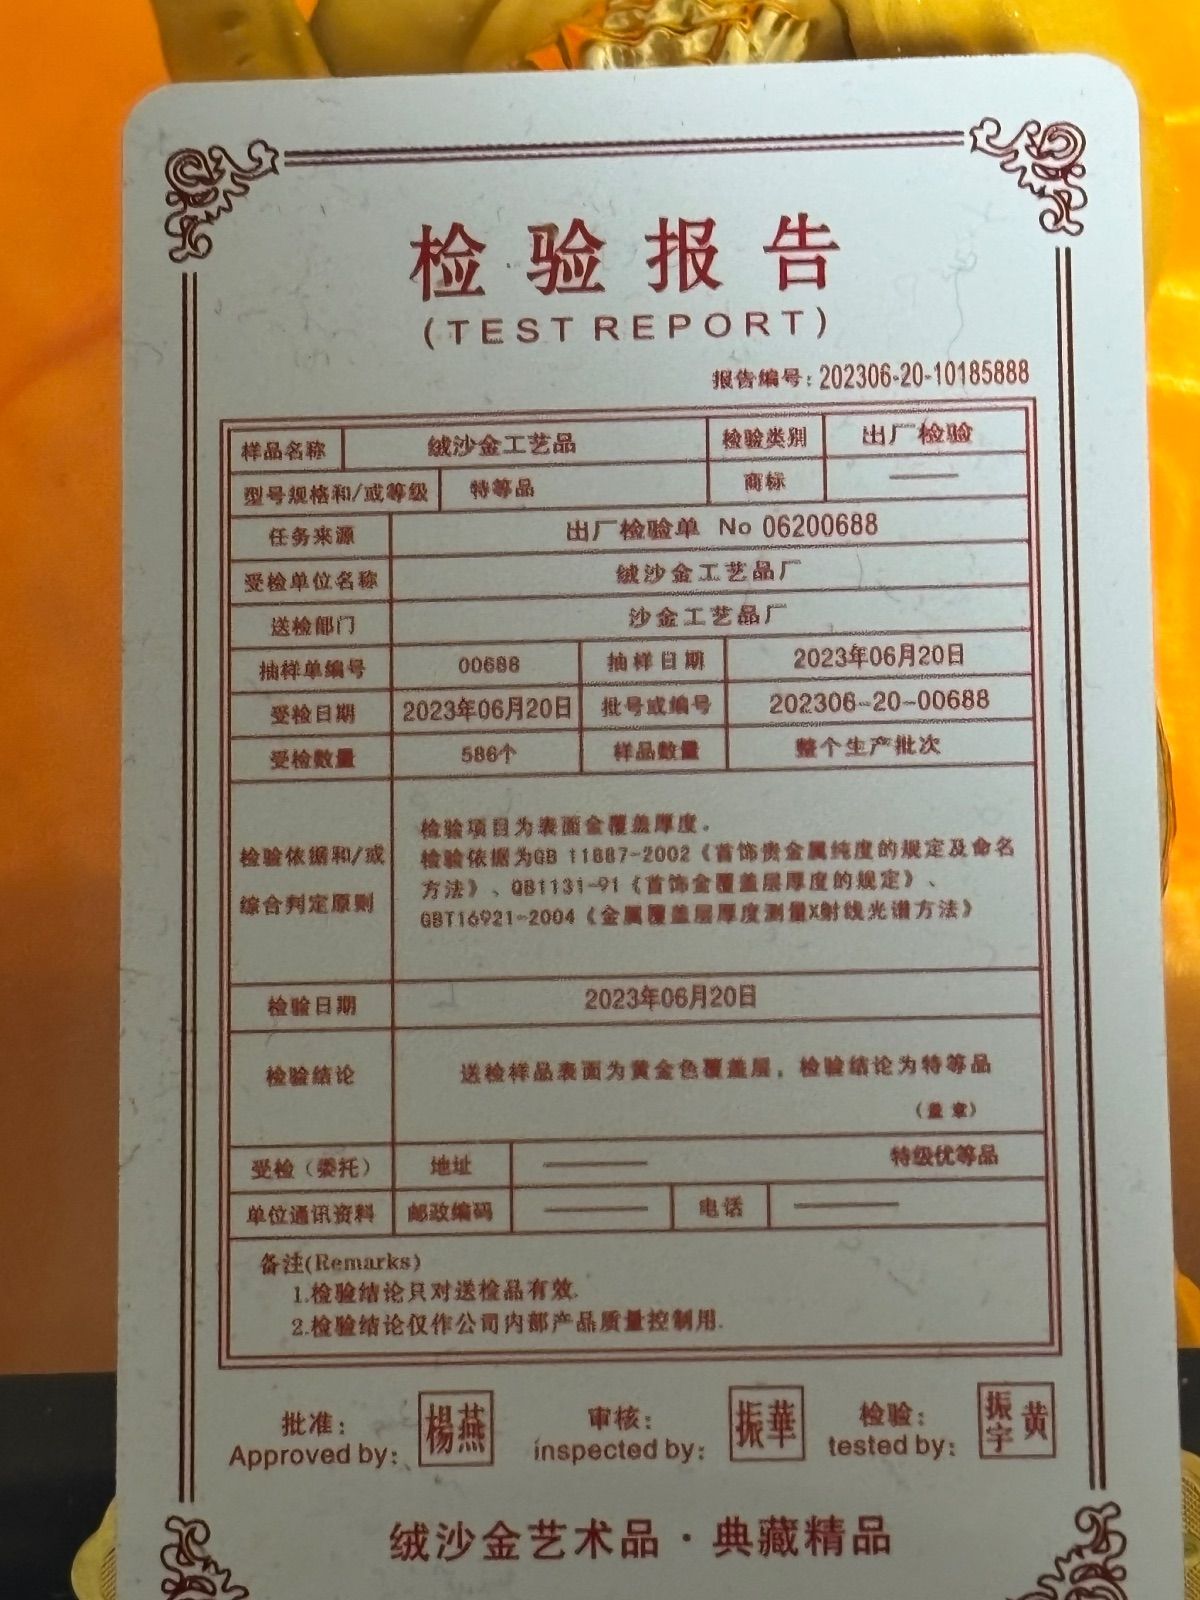 检验报告
(TEST REPORT)
报告编号：202306-20-10185888
样品名称 绒沙金工艺品 检验类别 出厂检验
型号规格和/或等级 特等品 商标 ——
任务来源 出厂检验单 No 06200688
受检单位名称 绒沙金工艺品厂
送检部门 沙金工艺品厂
抽样单编号 00688 抽样日期 2023年06月20日
受检日期 2023年06月20日 批号或编号 202306-20-00688
受检数量 586个 样品数量 整个生产批次
检验项目为表面金覆盖厚度。
检验依据和/或 检验依据为GB 11887-2002《首饰贵金属纯度的规定及命名
综合判定原则 方法》、QB1131-91《首饰金覆盖层厚度的规定》、
GBT16921-2004《金属覆盖层厚度测量X射线光谱方法》
检验日期 2023年06月20日
检验结论 送检样品表面为黄金色覆盖层，检验结论为特等品
(盖 章)
受检（委托） 地址 —— 特级优等品
单位通讯资料 邮政编码 —— 电话 ——
备注(Remarks)
1.检验结论只对送检品有效.
2.检验结论仅作公司内部产品质量控制用.
批准： 楊燕 审核： 振華 检验： 黄振宇
Approved by: inspected by: tested by:
绒沙金艺术品·典藏精品